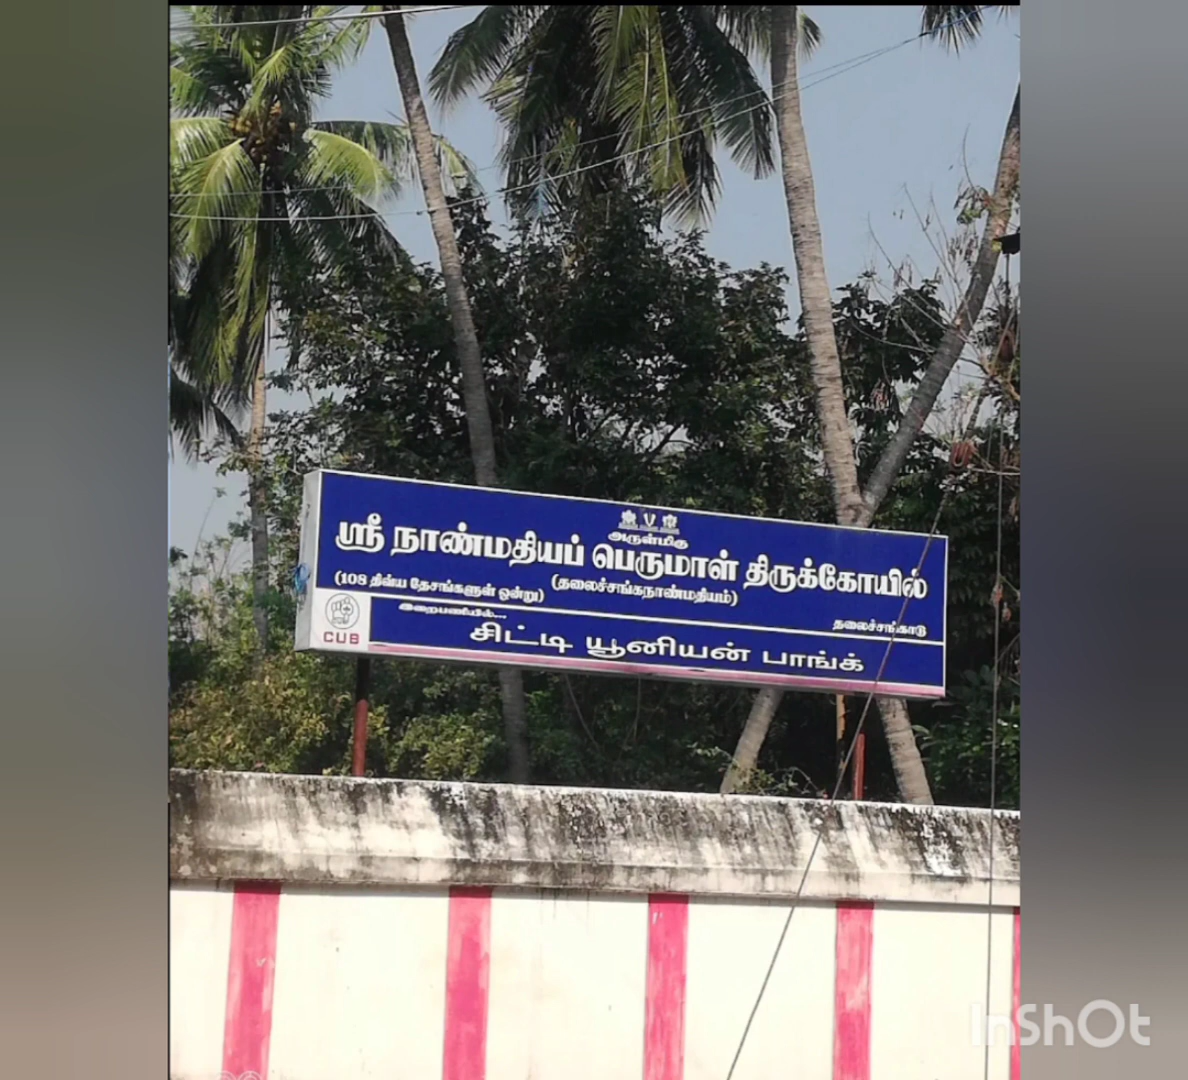 அருள்மிகு
ஸ்ரீ நாண்மதியப் பெருமாள் திருக்கோயில்
(108 திவ்ய தேசங்களுள் ஒன்று) (தலைச்சங்கநாண்மதியம்)
தலைச்சங்காடு
இறைபணியில்...
சிட்டி யூனியன் பாங்க்
CUB
InShOt